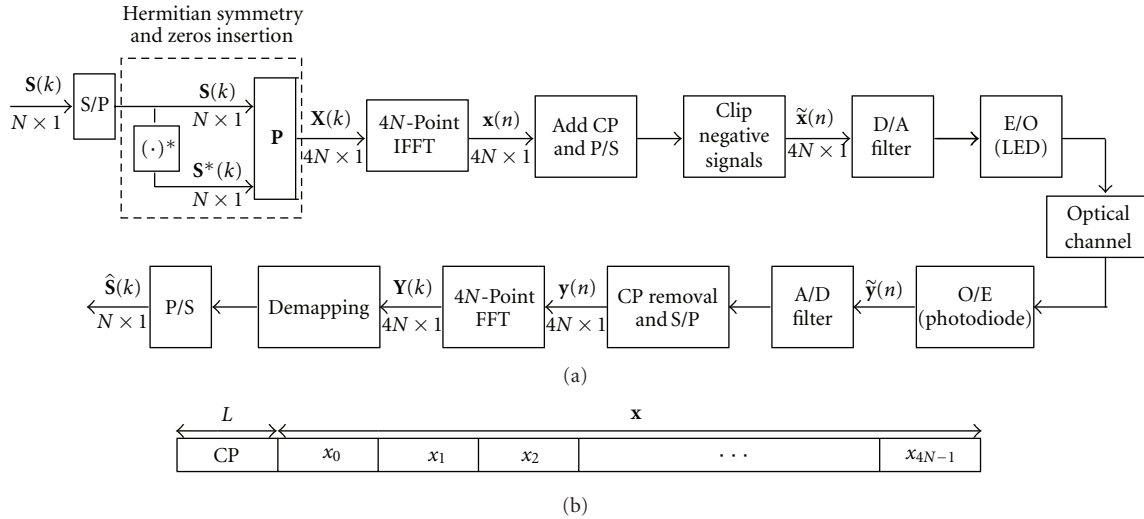 Hermitian symmetry
and zeros insertion
S(k)
N × 1
S/P
(·)*
S(k)
N × 1
S*(k)
N × 1
P
X(k)
4N × 1
4N-Point
IFFT
x(n)
4N × 1
Add CP
and P/S
Clip
negative
signals
x̃(n)
4N × 1
D/A
filter
E/O
(LED)
Optical
channel
Ŝ(k)
N × 1
P/S
Demapping
Y(k)
4N × 1
4N-Point
FFT
y(n)
4N × 1
CP removal
and S/P
A/D
filter
ỹ(n)
O/E
(photodiode)
(a)
L
x
CP
x₀
x₁
x₂
· · ·
x₄N−1
(b)